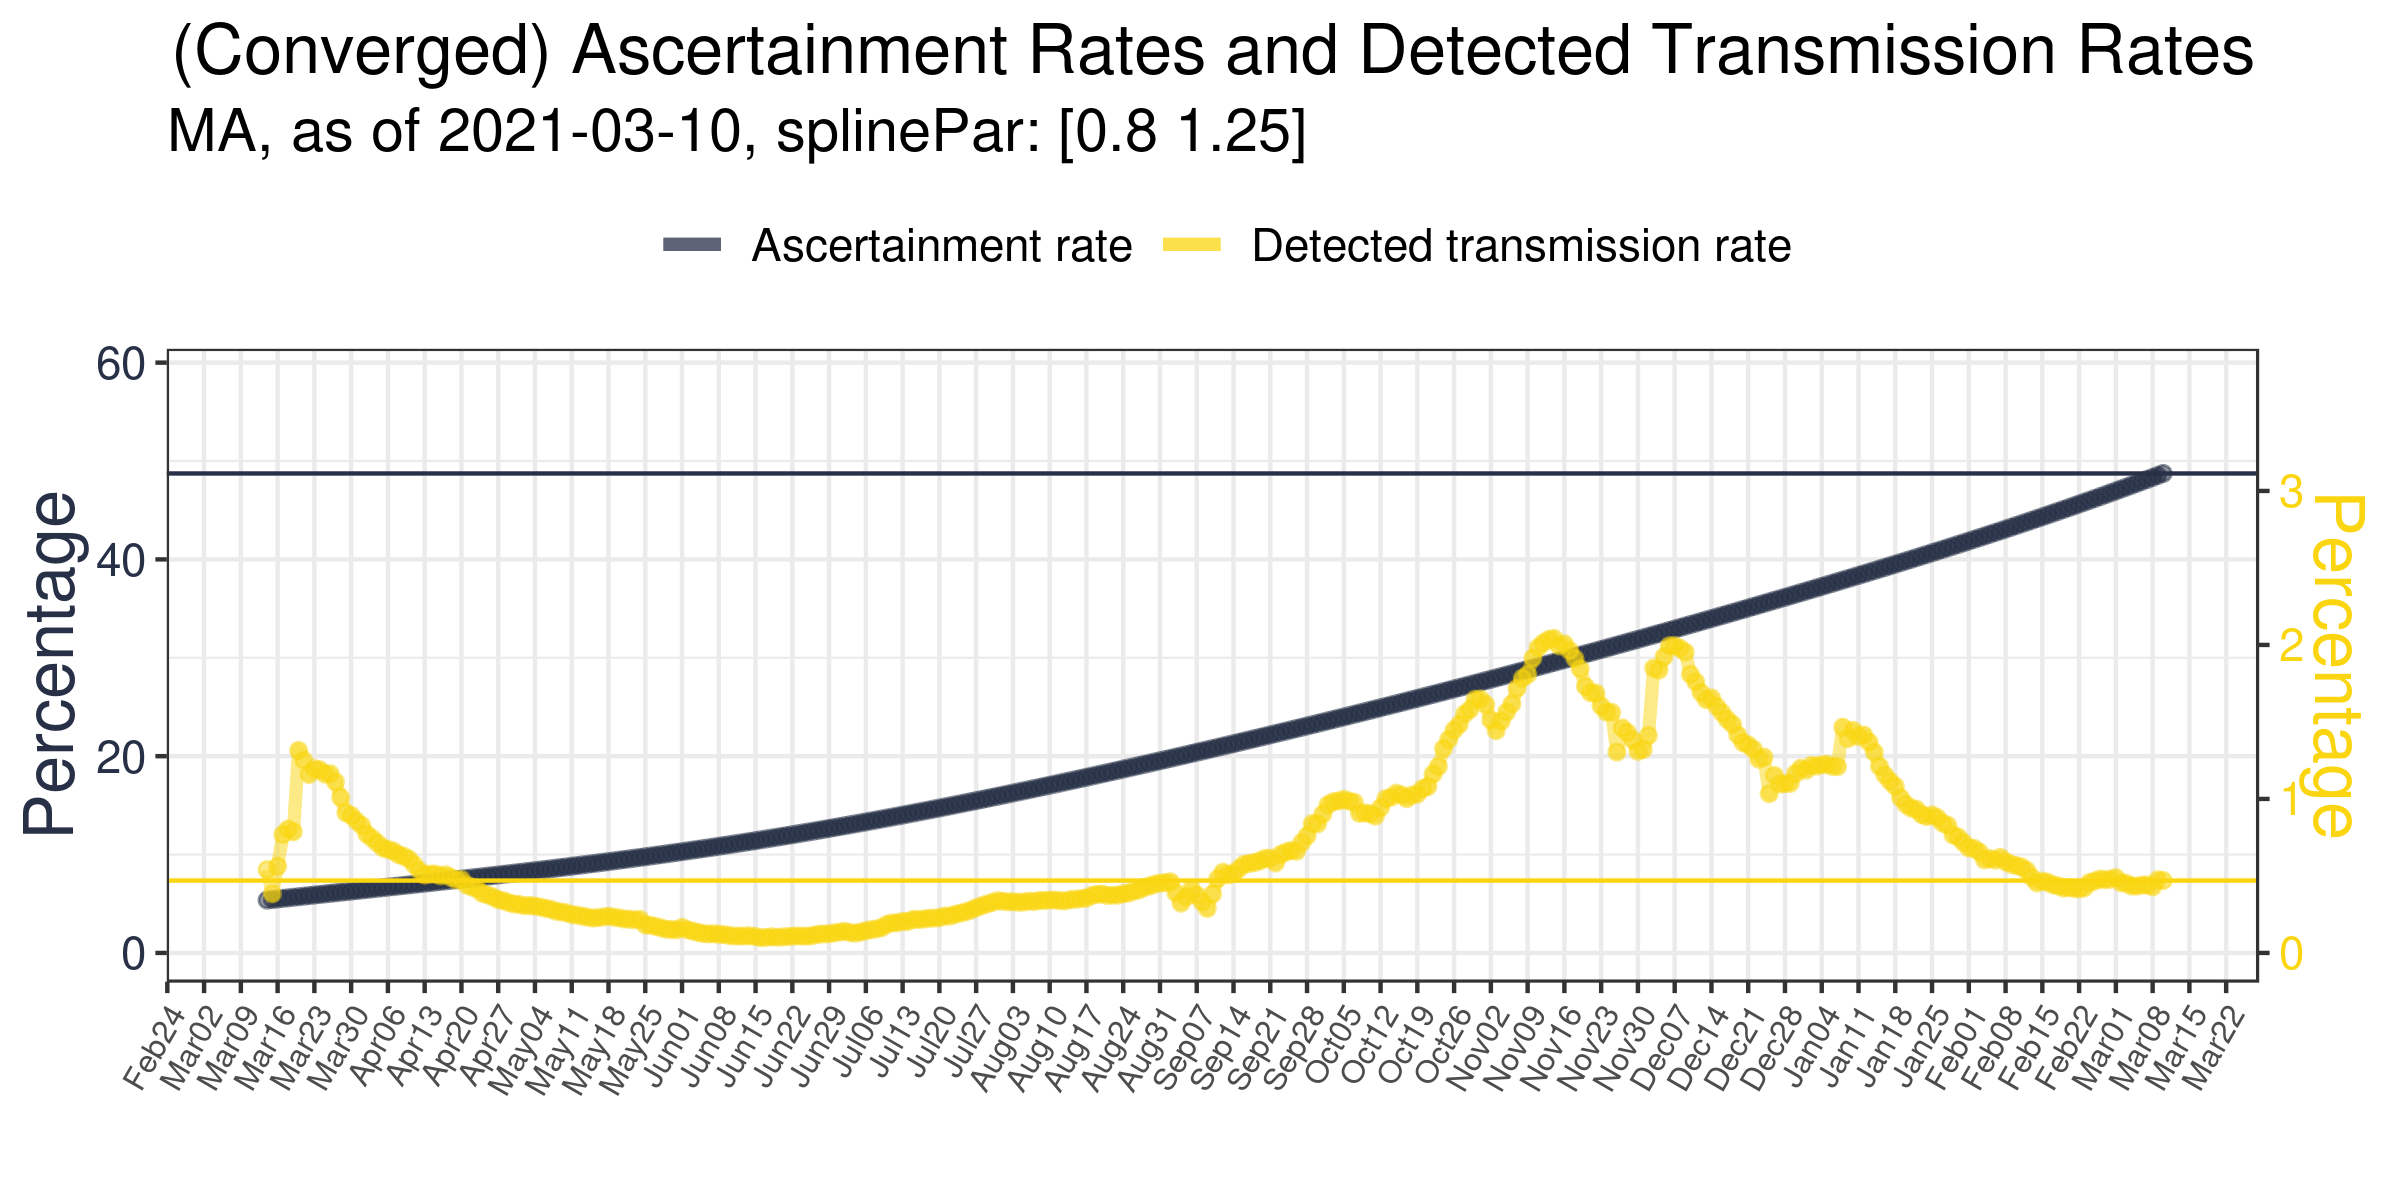 (Converged) Ascertainment Rates and Detected Transmission Rates
MA, as of 2021-03-10, splinePar: [0.8 1.25]
Ascertainment rate
Detected transmission rate
Percentage
60
40
20
0
3
2
1
0
Percentage
Feb24
Mar02
Mar09
Mar16
Mar23
Mar30
Apr06
Apr13
Apr20
Apr27
May04
May11
May18
May25
Jun01
Jun08
Jun15
Jun22
Jun29
Jul06
Jul13
Jul20
Jul27
Aug03
Aug10
Aug17
Aug24
Aug31
Sep07
Sep14
Sep21
Sep28
Oct05
Oct12
Oct19
Oct26
Nov02
Nov09
Nov16
Nov23
Nov30
Dec07
Dec14
Dec21
Dec28
Jan04
Jan11
Jan18
Jan25
Feb01
Feb08
Feb15
Feb22
Mar01
Mar08
Mar15
Mar22